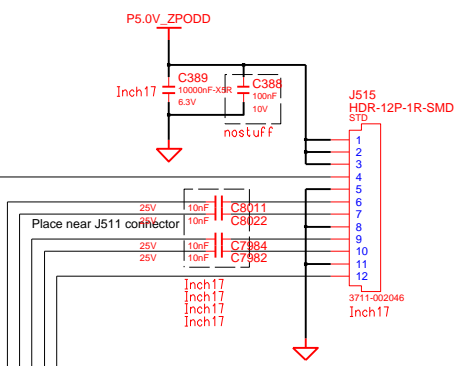 P5.0V_ZPODD
C389
10000nF-X5R
6.3V
Inch17
C388
100nF
10V
nostuff
J515
HDR-12P-1R-SMD
STD
1
2
3
4
5
6
7
8
9
10
11
12
25V 10nF C8011
25V 10nF C8022
Place near J511 connector
25V 10nF C7984
25V 10nF C7982
Inch17
Inch17
Inch17
Inch17
3711-002046
Inch17